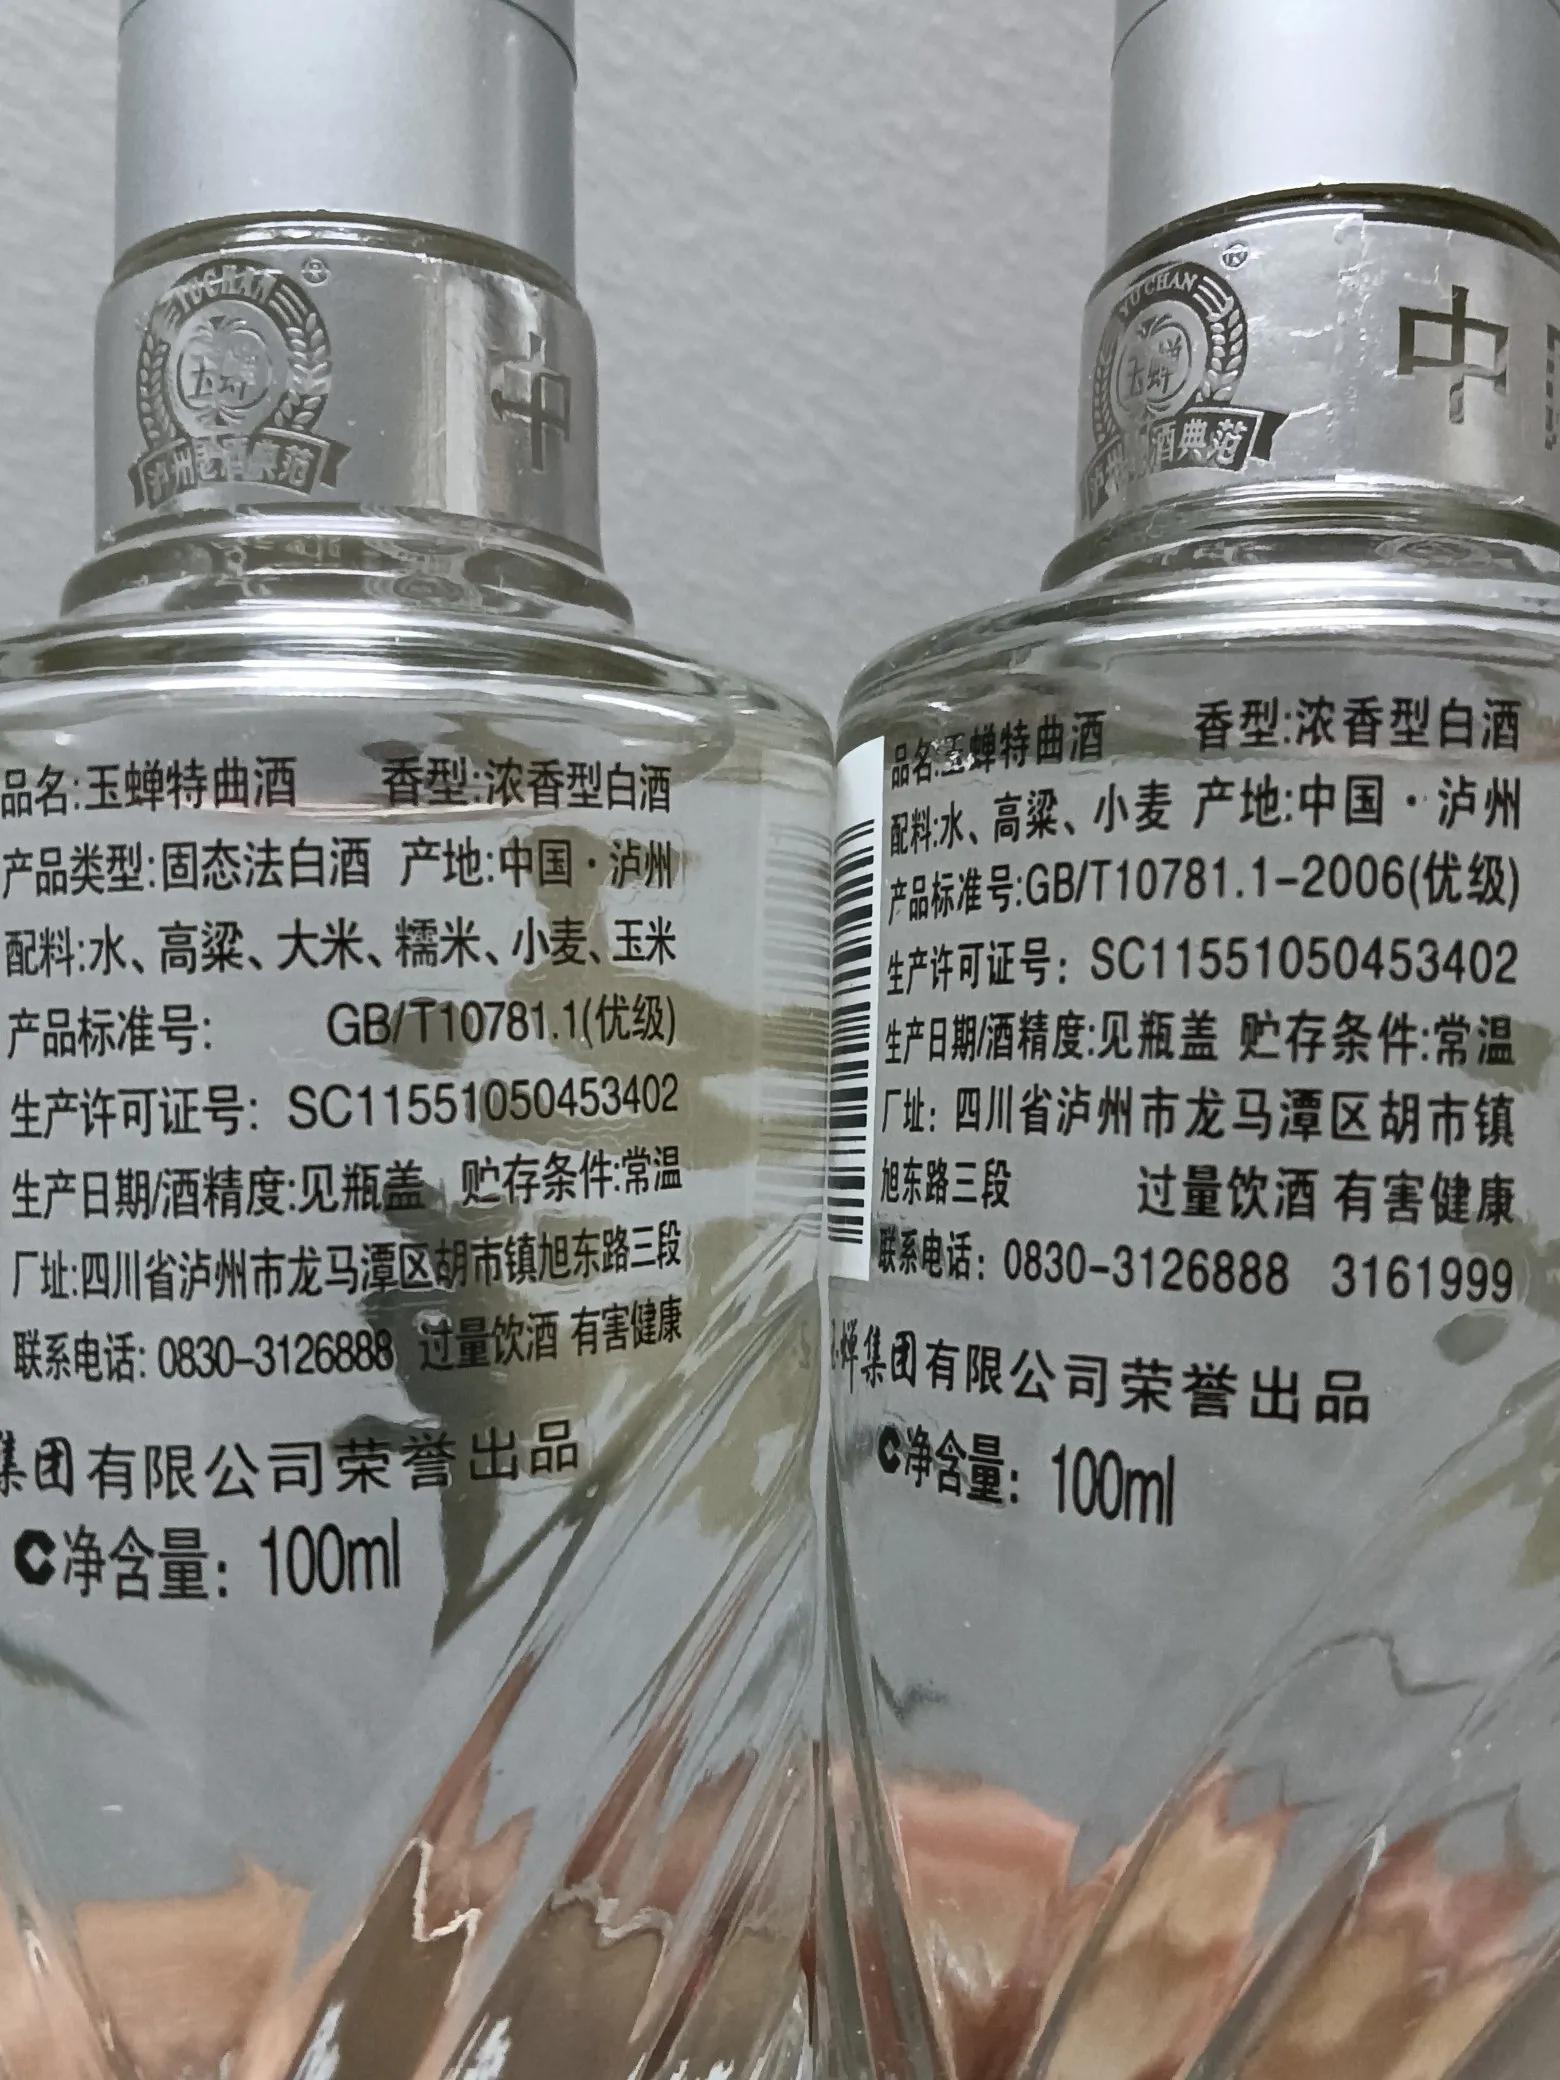 YUCHAN
®
玉蝉
泸州老酒典范
中
品名:玉蝉特曲酒 香型:浓香型白酒
产品类型:固态法白酒 产地:中国·泸州
配料:水、高粱、大米、糯米、小麦、玉米
产品标准号: GB/T10781.1(优级)
生产许可证号: SC11551050453402
生产日期/酒精度:见瓶盖 贮存条件:常温
厂址:四川省泸州市龙马潭区胡市镇旭东路三段
联系电话: 0830-3126888 过量饮酒 有害健康
集团有限公司荣誉出品
C净含量: 100ml
YU CHAN
®
玉蝉
泸州老酒典范
中
品名:玉蝉特曲酒 香型:浓香型白酒
配料:水、高粱、小麦 产地:中国·泸州
产品标准号:GB/T10781.1-2006(优级)
生产许可证号: SC11551050453402
生产日期/酒精度:见瓶盖 贮存条件:常温
厂址: 四川省泸州市龙马潭区胡市镇
旭东路三段 过量饮酒 有害健康
联系电话: 0830-3126888 3161999
蝉集团有限公司荣誉出品
C净含量: 100ml